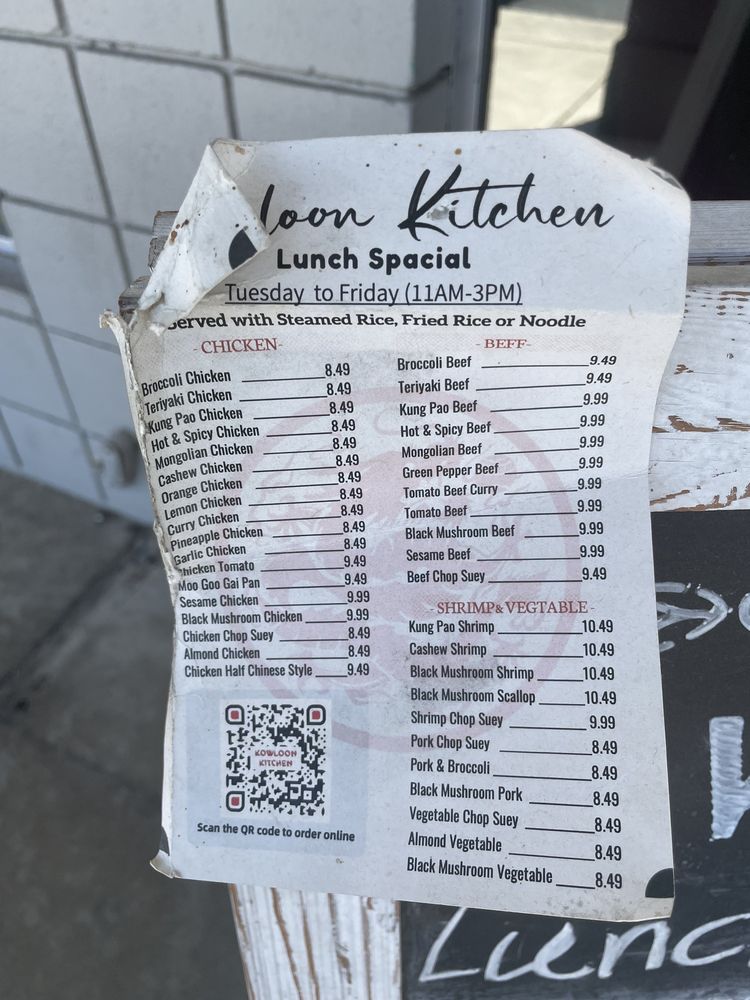 loon Kitchen
Lunch Spacial
Tuesday to Friday (11AM-3PM)
Served with Steamed Rice, Fried Rice or Noodle
- CHICKEN-
Broccoli Chicken 8.49
Teriyaki Chicken 8.49
Kung Pao Chicken 8.49
Hot & Spicy Chicken 8.49
Mongolian Chicken 8.49
Cashew Chicken 8.49
Orange Chicken 8.49
Lemon Chicken 8.49
Curry Chicken 8.49
Pineapple Chicken 8.49
Garlic Chicken 8.49
Chicken Tomato 9.49
Moo Goo Gai Pan 9.49
Sesame Chicken 9.99
Black Mushroom Chicken 9.99
Chicken Chop Suey 8.49
Almond Chicken 8.49
Chicken Half Chinese Style 9.49
KOWLOON
KITCHEN
Scan the QR code to order online
- BEFF-
Broccoli Beef 9.49
Teriyaki Beef 9.49
Kung Pao Beef 9.99
Hot & Spicy Beef 9.99
Mongolian Beef 9.99
Green Pepper Beef 9.99
Tomato Beef Curry 9.99
Tomato Beef 9.99
Black Mushroom Beef 9.99
Sesame Beef 9.99
Beef Chop Suey 9.49
- SHRIMP&VEGTABLE -
Kung Pao Shrimp 10.49
Cashew Shrimp 10.49
Black Mushroom Shrimp 10.49
Black Mushroom Scallop 10.49
Shrimp Chop Suey 9.99
Pork Chop Suey 8.49
Pork & Broccoli 8.49
Black Mushroom Pork 8.49
Vegetable Chop Suey 8.49
Almond Vegetable 8.49
Black Mushroom Vegetable 8.49
Lunc